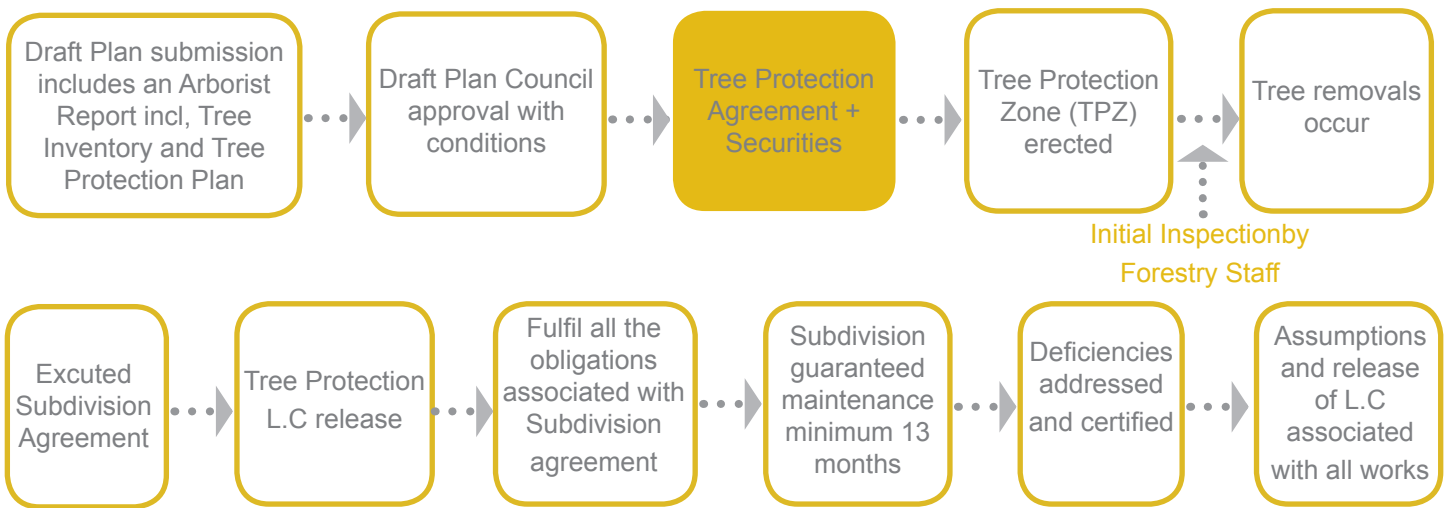 Draft Plan submission
includes an Arborist
Report incl, Tree
Inventory and Tree
Protection Plan
Draft Plan Council
approval with
conditions
Tree Protection
Agreement +
Securities
Tree Protection
Zone (TPZ)
erected
Tree removals
occur
Initial Inspectionby
Forestry Staff
Excuted
Subdivision
Agreement
Tree Protection
L.C release
Fulfil all the
obligations
associated with
Subdivision
agreement
Subdivision
guaranteed
maintenance
minimum 13
months
Deficiencies
addressed
and certified
Assumptions
and release
of L.C
associated
with all works